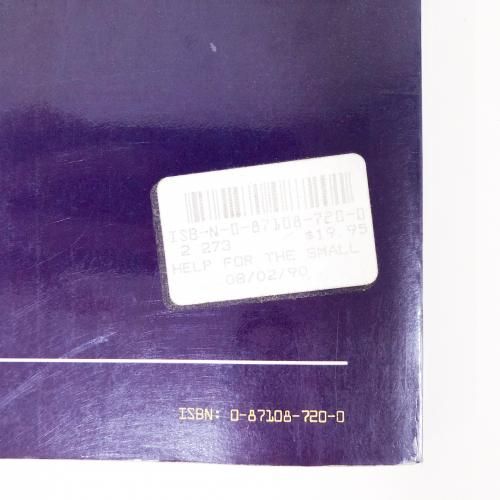 ISB-N-0-87108-720-0
2 273 / $19.95
HELP FOR THE SMALL
08/02/90
ISBN: 0-87108-720-0